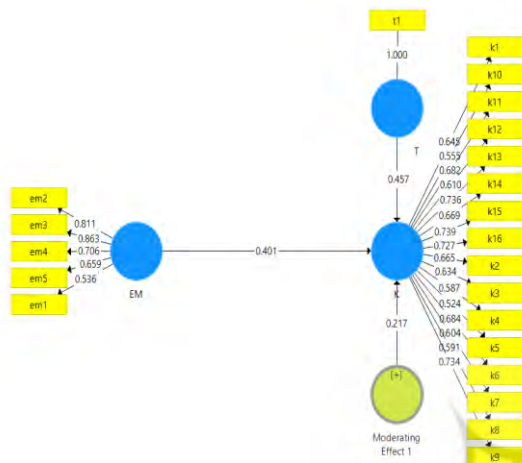 t1
1.000
T
0.457
em2
em3
em4
em5
em1
0.811
0.863
0.706
0.659
0.536
EM
0.401
K
0.217
[+]
Moderating
Effect 1
0.645
0.555
0.682
0.610
0.736
0.669
0.739
0.727
0.665
0.634
0.587
0.524
0.684
0.604
0.591
0.734
k1
k10
k11
k12
k13
k14
k15
k16
k2
k3
k4
k5
k6
k7
k8
k9